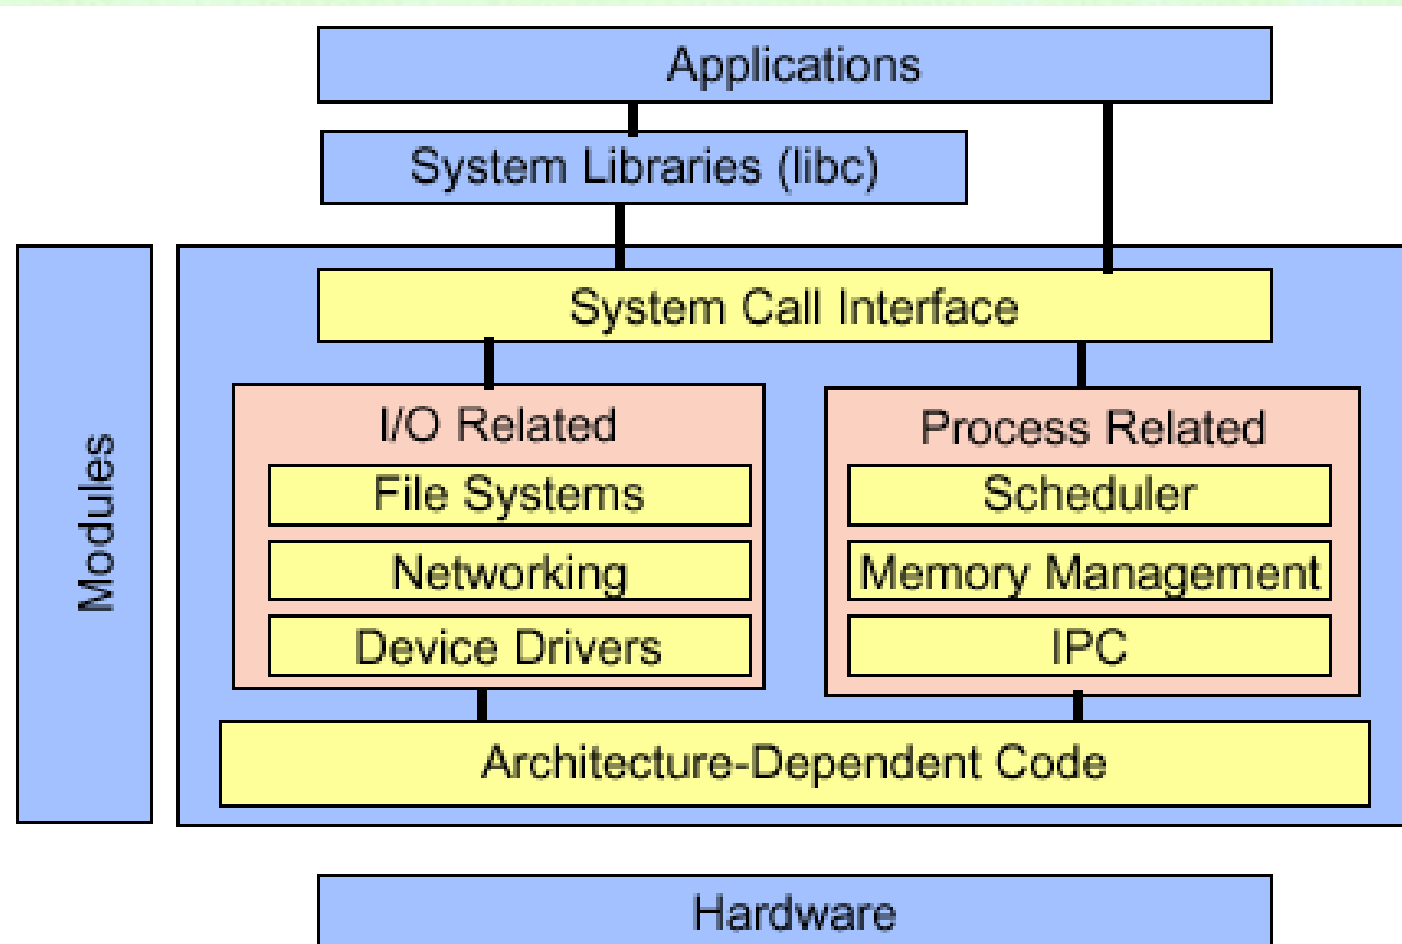 Applications
System Libraries (libc)
System Call Interface
Modules
I/O Related
File Systems
Networking
Device Drivers
Process Related
Scheduler
Memory Management
IPC
Architecture-Dependent Code
Hardware